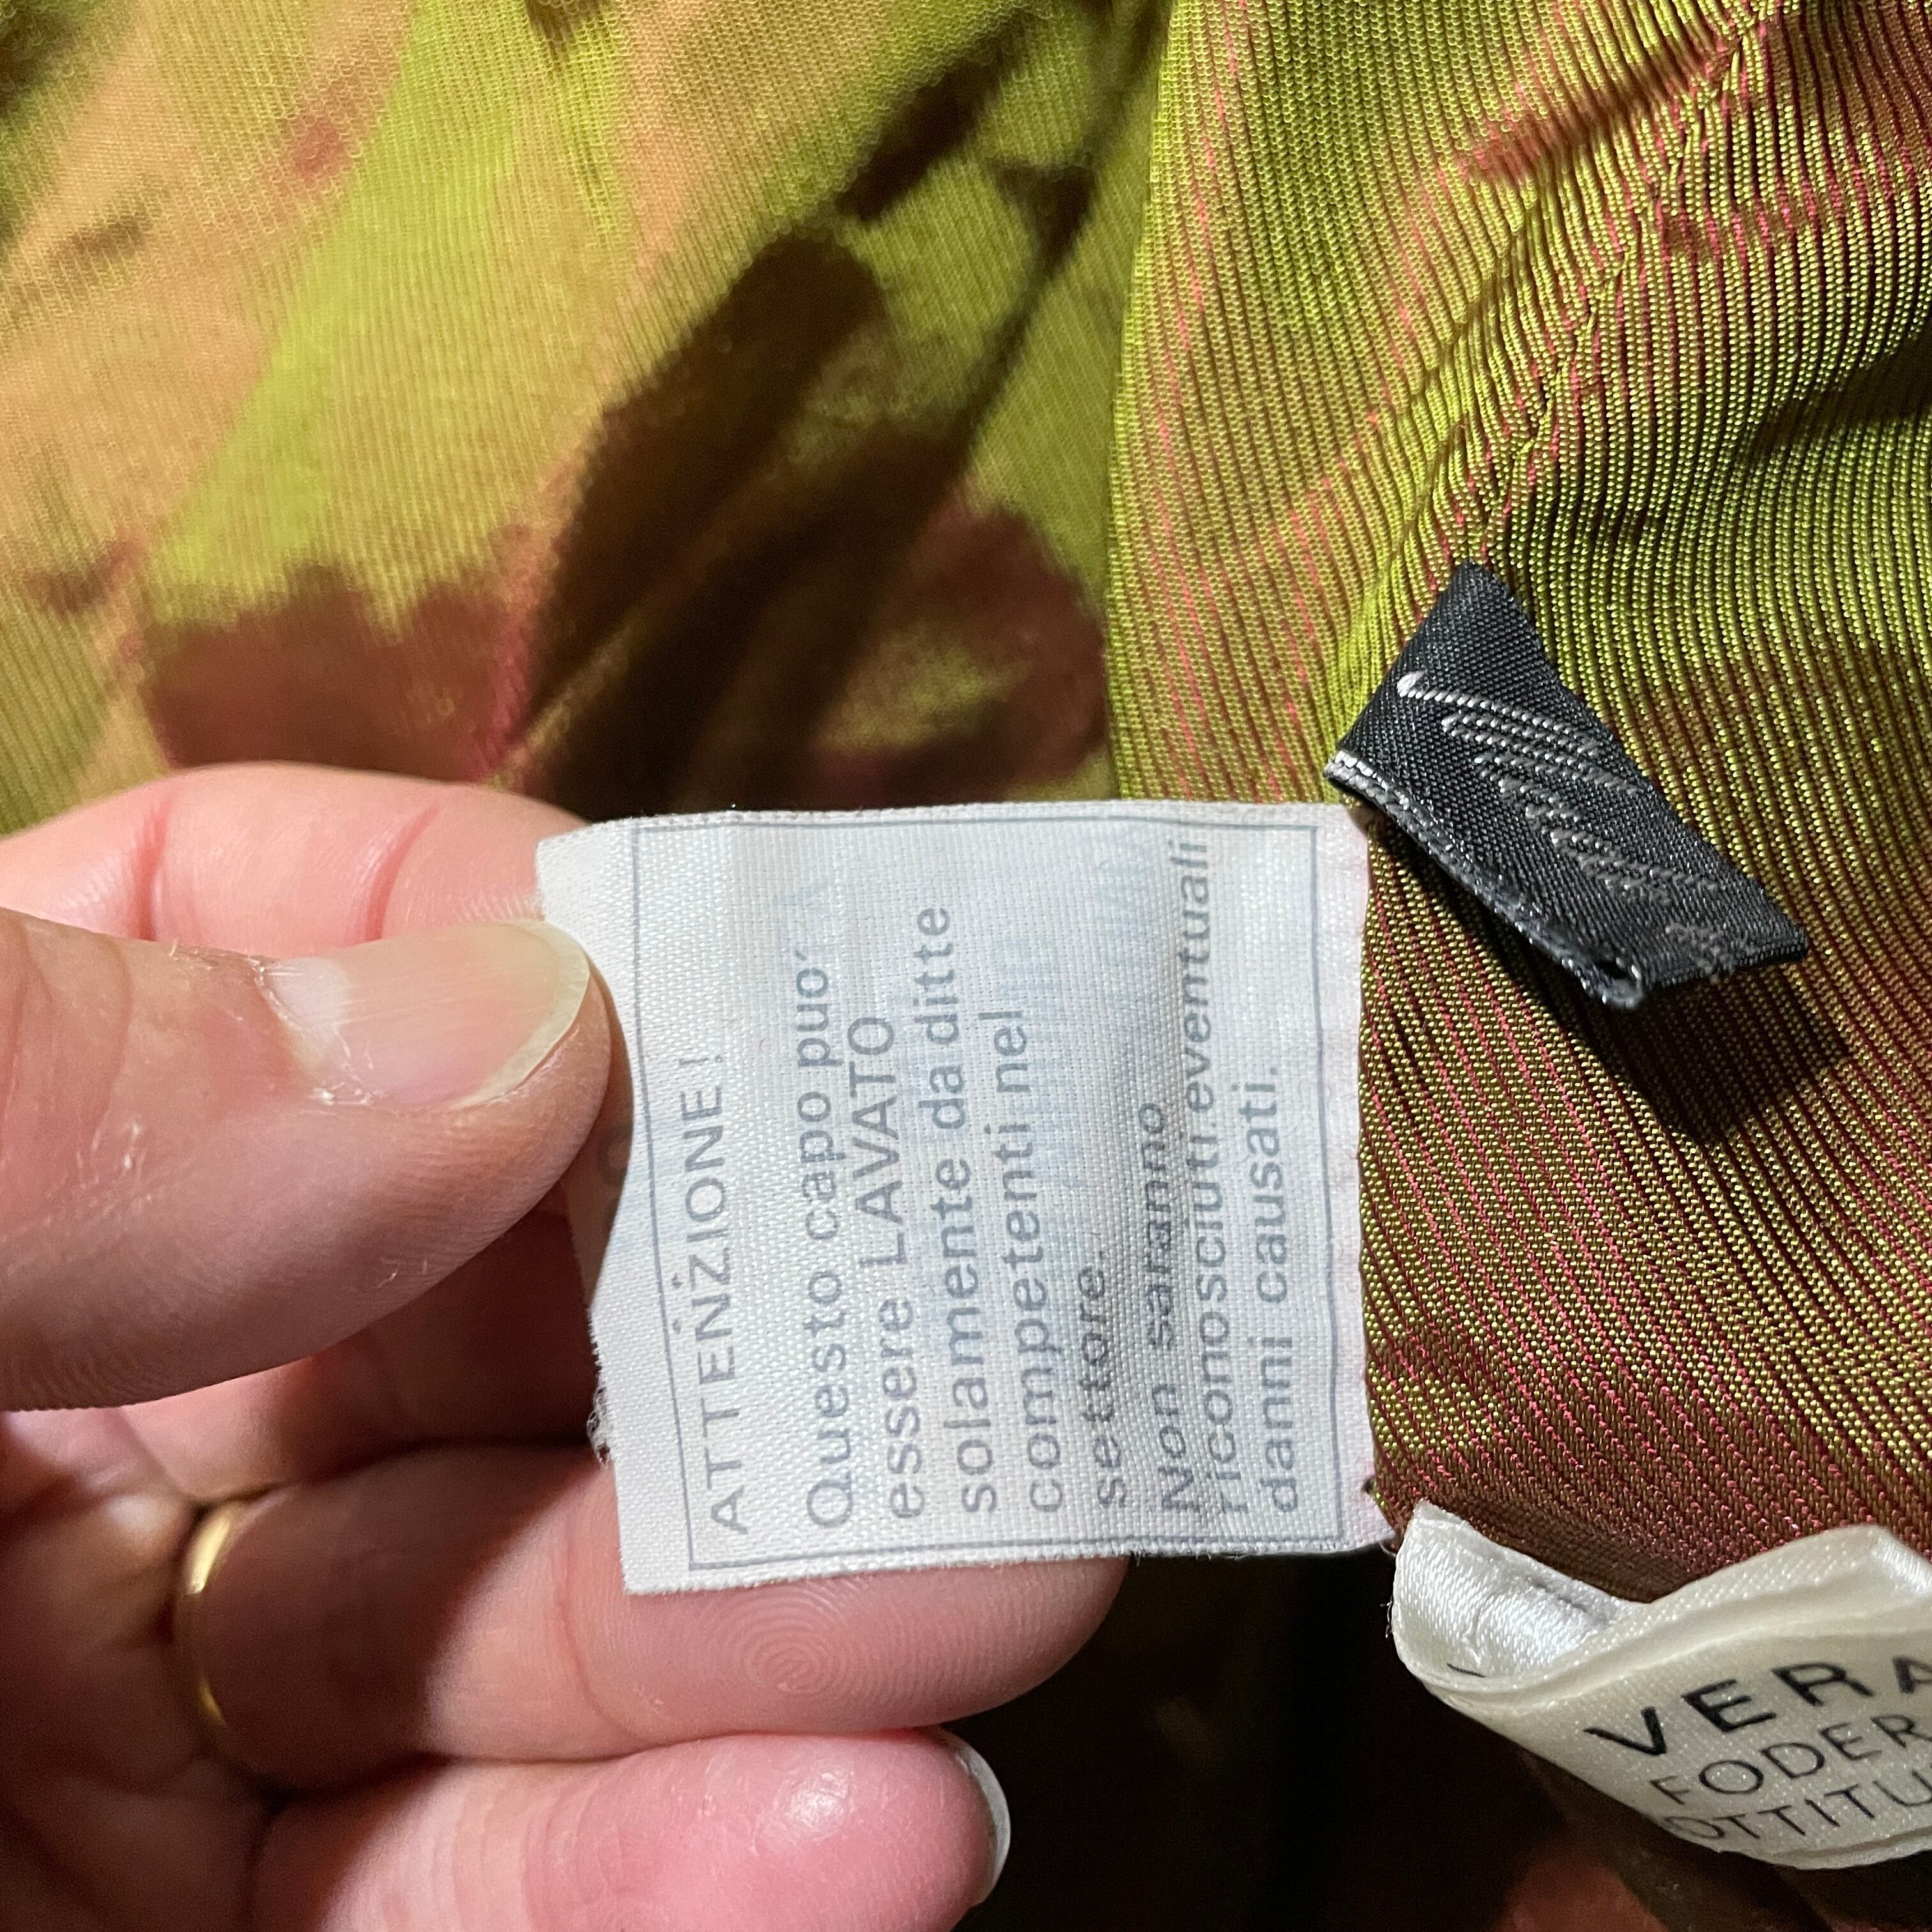 ATTENZIONE!
Questo capo puo'
essere LAVATO
solamente da ditte
competenti nel
settore.
Non saranno
riconosciuti eventuali
danni causati.
VERA
FODER
OTTITU